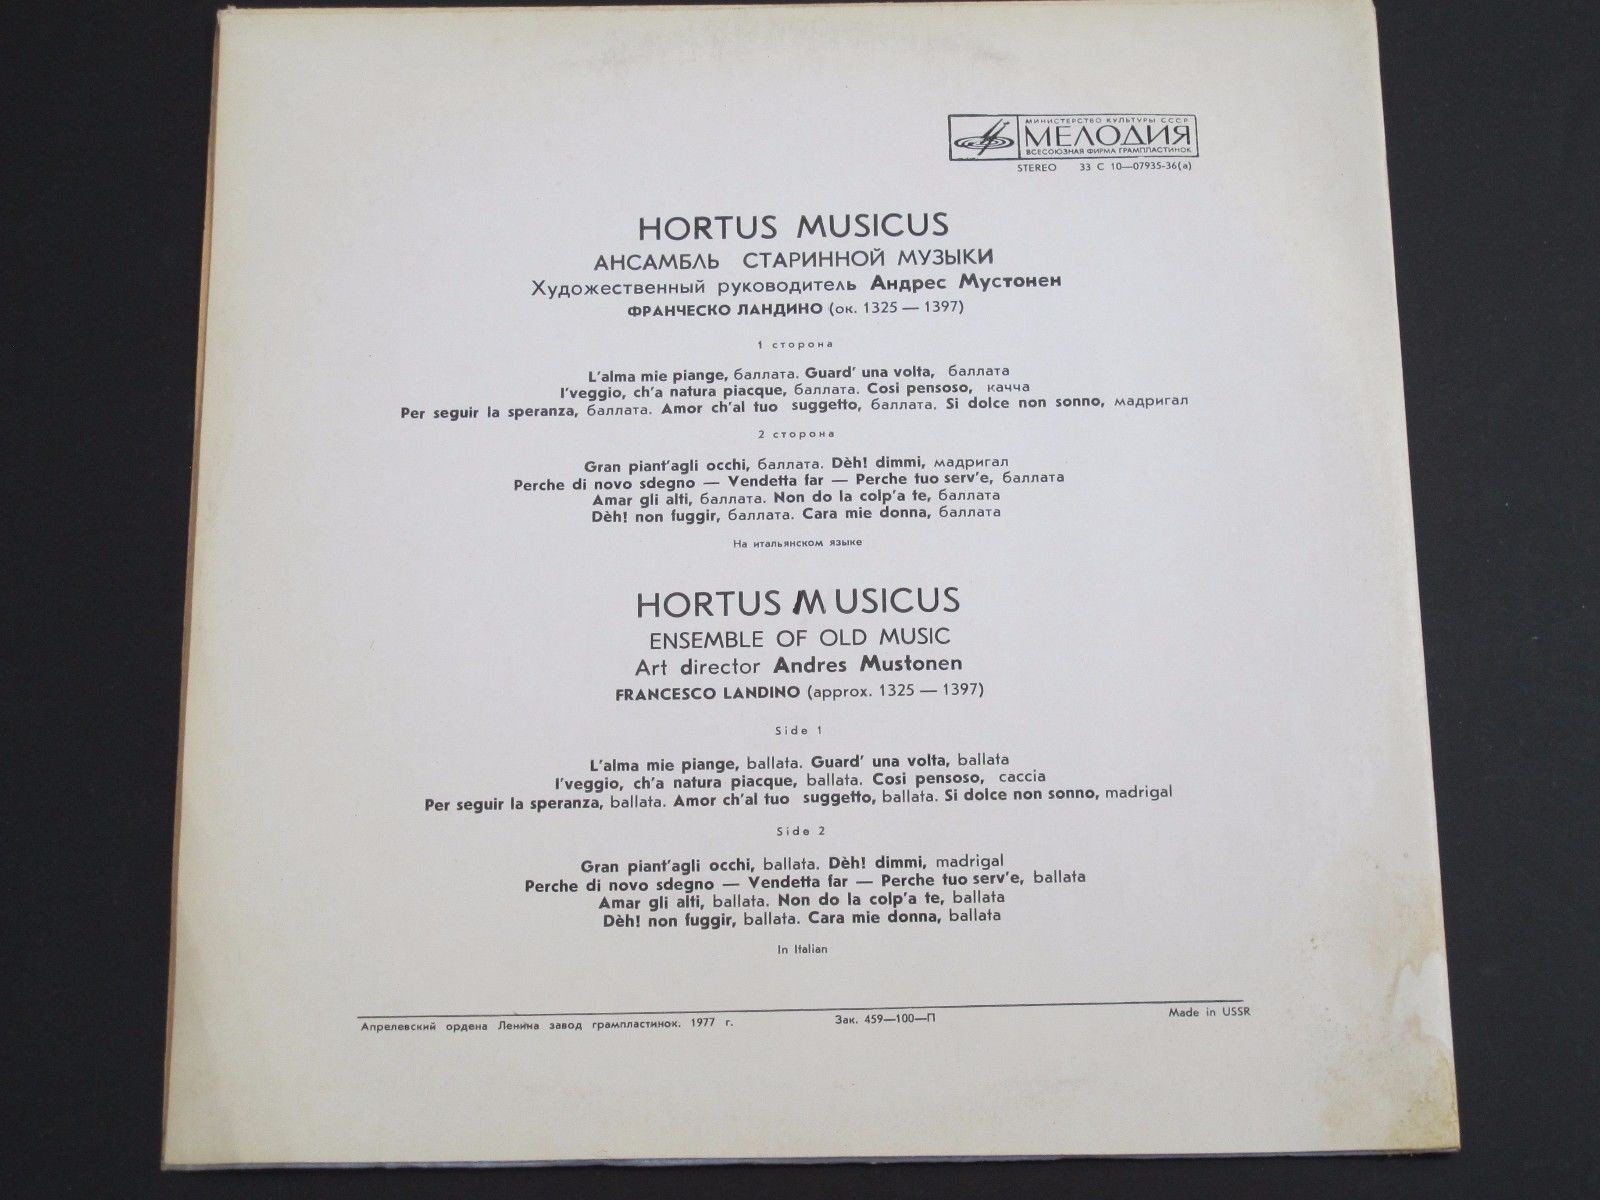 МИНИСТЕРСТВО КУЛЬТУРЫ СССР
МЕЛОДИЯ
ВСЕСОЮЗНАЯ ФИРМА ГРАМПЛАСТИНОК
STEREO 33 С 10—07935-36(а)
HORTUS MUSICUS
АНСАМБЛЬ СТАРИННОЙ МУЗЫКИ
Художественный руководитель Андрес Мустонен
ФРАНЧЕСКО ЛАНДИНО (ок. 1325 — 1397)
1 сторона
L'alma mie piange, баллата. Guard' una volta, баллата
I'veggio, ch'a natura piacque, баллата. Cosi pensoso, качча
Per seguir la speranza, баллата. Amor ch'al tuo suggetto, баллата. Si dolce non sonno, мадригал
2 сторона
Gran piant'agli occhi, баллата. Dèh! dimmi, мадригал
Perche di novo sdegno — Vendetta far — Perche tuo serv'e, баллата
Amar gli alti, баллата. Non do la colp'a te, баллата
Dèh! non fuggir, баллата. Cara mie donna, баллата
На итальянском языке
HORTUS MUSICUS
ENSEMBLE OF OLD MUSIC
Art director Andres Mustonen
FRANCESCO LANDINO (approx. 1325 — 1397)
Side 1
L'alma mie piange, ballata. Guard' una volta, ballata
I'veggio, ch'a natura piacque, ballata. Cosi pensoso, caccia
Per seguir la speranza, ballata. Amor ch'al tuo suggetto, ballata. Si dolce non sonno, madrigal
Side 2
Gran piant'agli occhi, ballata. Dèh! dimmi, madrigal
Perche di novo sdegno — Vendetta far — Perche tuo serv'e, ballata
Amar gli alti, ballata. Non do la colp'a te, ballata
Dèh! non fuggir, ballata. Cara mie donna, ballata
In Italian
Апрелевский ордена Ленина завод грампластинок. 1977 г. Зак. 459—100—П Made in USSR